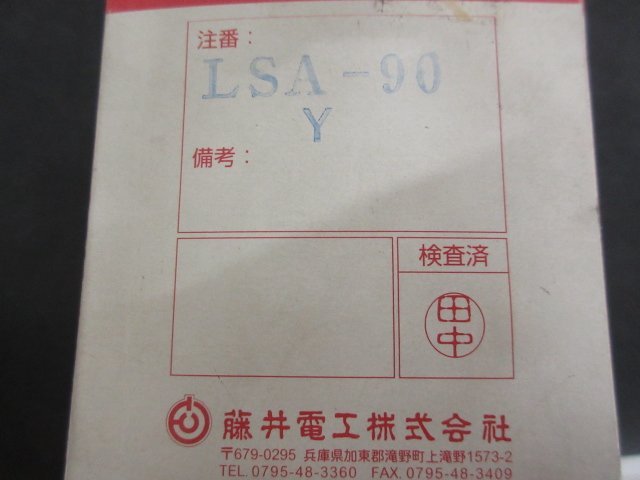 注番：
LSA-90
Y
備考：
検査済
田中
藤井電工株式会社
〒679-0295 兵庫県加東郡滝野町上滝野1573-2
TEL. 0795-48-3360 FAX. 0795-48-3409